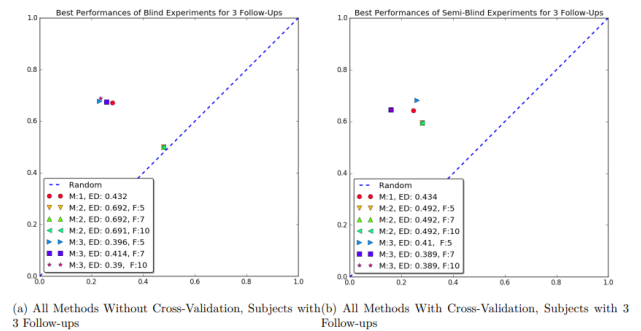 Best Performances of Blind Experiments for 3 Follow-Ups
1.0
0.8
0.6
0.4
0.2
0.0
0.0 0.2 0.4 0.6 0.8 1.0
Random
M:1, ED: 0.432
M:2, ED: 0.692, F:5
M:2, ED: 0.692, F:7
M:2, ED: 0.691, F:10
M:3, ED: 0.396, F:5
M:3, ED: 0.414, F:7
M:3, ED: 0.39, F:10
(a) All Methods Without Cross-Validation, Subjects with
3 Follow-ups
Best Performances of Semi-Blind Experiments for 3 Follow-Ups
1.0
0.8
0.6
0.4
0.2
0.0
0.0 0.2 0.4 0.6 0.8 1.0
Random
M:1, ED: 0.434
M:2, ED: 0.492, F:5
M:2, ED: 0.492, F:7
M:2, ED: 0.492, F:10
M:3, ED: 0.41, F:5
M:3, ED: 0.389, F:7
M:3, ED: 0.389, F:10
(b) All Methods With Cross-Validation, Subjects with 3
Follow-ups